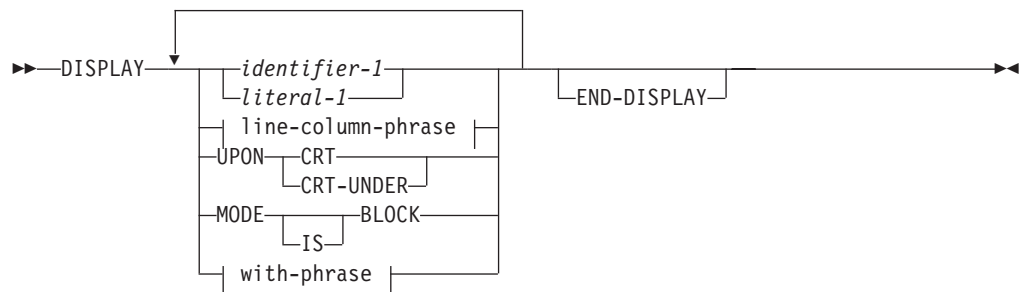 DISPLAY identifier-1
literal-1 END-DISPLAY
line-column-phrase
UPON CRT
CRT-UNDER
MODE BLOCK
IS
with-phrase